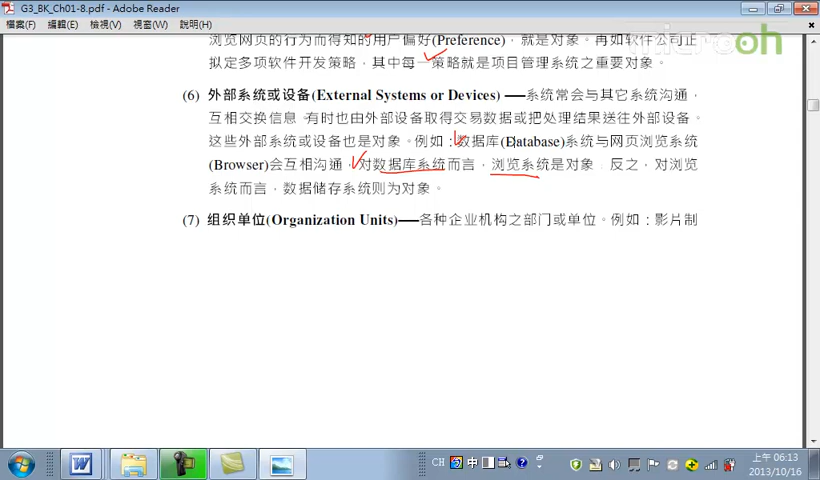 G3_BK_Ch01-8.pdf - Adobe Reader
檔案(F) 編輯(E) 檢視(V) 視窗(W) 說明(H)
microoh
浏览网页的行为而得知的用户偏好(Preference)，就是对象。再如软件公司正
拟定多项软件开发策略，其中每一策略就是项目管理系统之重要对象。
(6) 外部系统或设备(External Systems or Devices) ──系统常会与其它系统沟通，
互相交换信息 有时也由外部设备取得交易数据或把处理结果送往外部设备。
这些外部系统或设备也是对象。例如：数据库(Database)系统与网页浏览系统
(Browser)会互相沟通，对数据库系统而言，浏览系统是对象 反之，对浏览
系统而言，数据储存系统则为对象。
(7) 组织单位(Organization Units)──各种企业机构之部门或单位。例如：影片制
CH 中
上午 06:13
2013/10/16